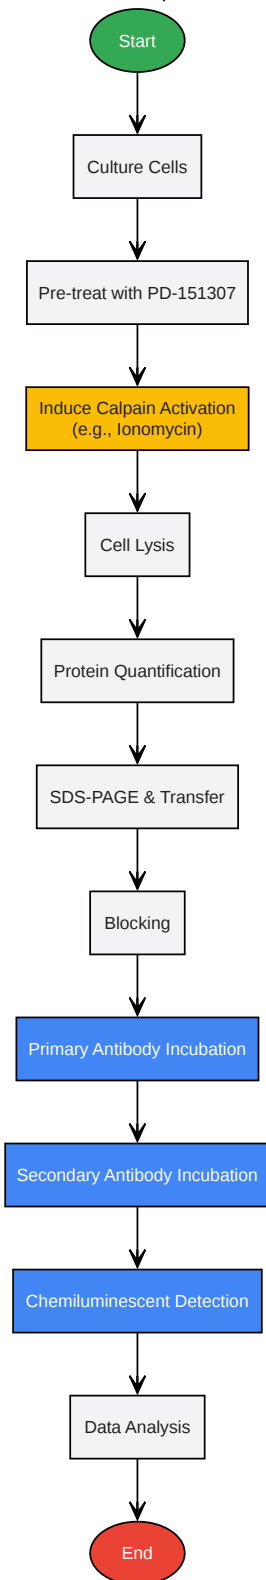 Start
Culture Cells
Pre-treat with PD-151307
Induce Calpain Activation
(e.g., Ionomycin)
Cell Lysis
Protein Quantification
SDS-PAGE & Transfer
Blocking
Primary Antibody Incubation
Secondary Antibody Incubation
Chemiluminescent Detection
Data Analysis
End